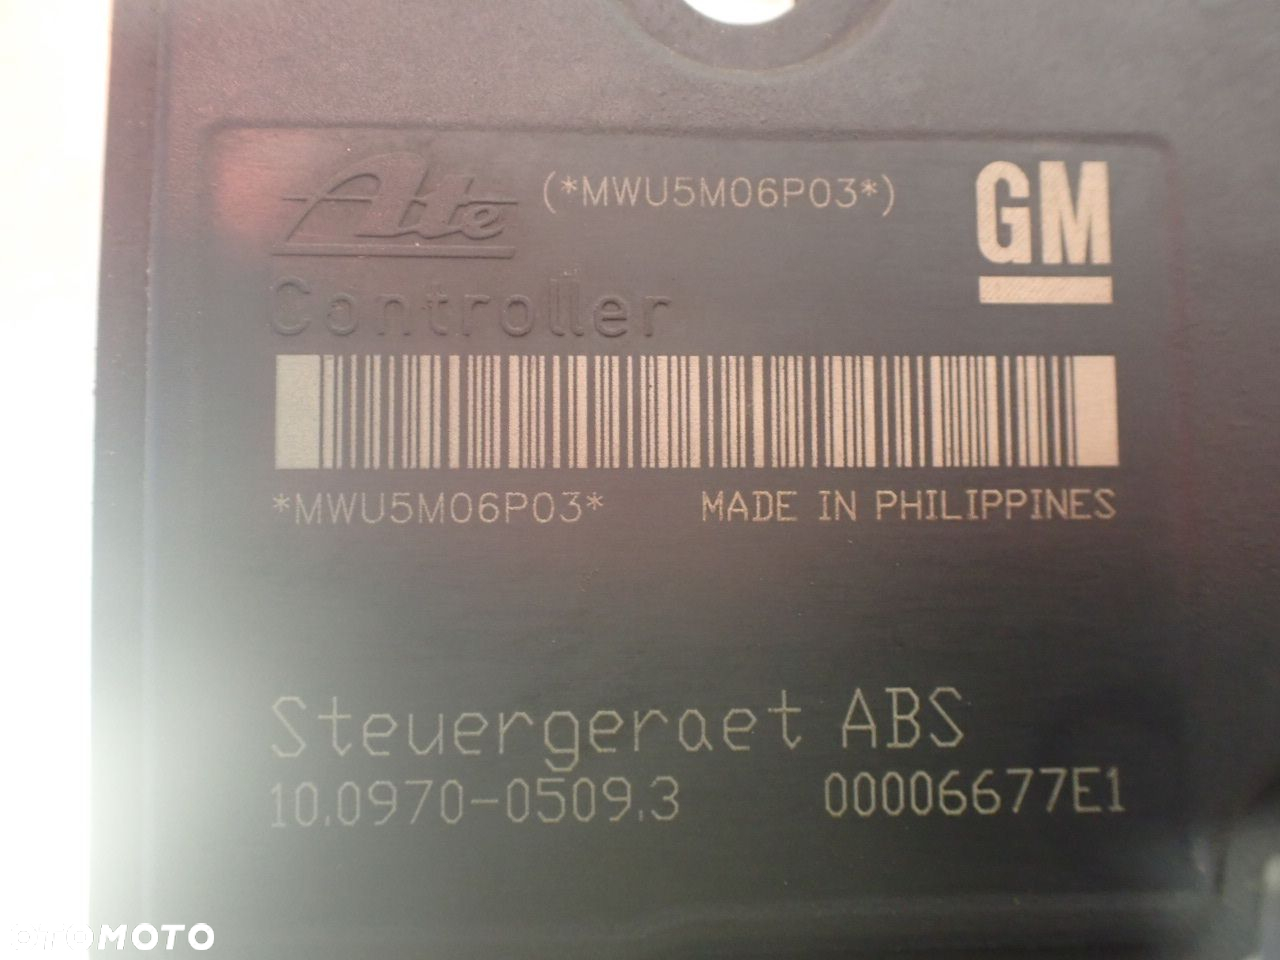 Ate (*MWU5M06P03*) GM
Controller
*MWU5M06P03* MADE IN PHILIPPINES
Steuergeraet ABS
10.0970-0509.3 00006677E1
OTOMOTO